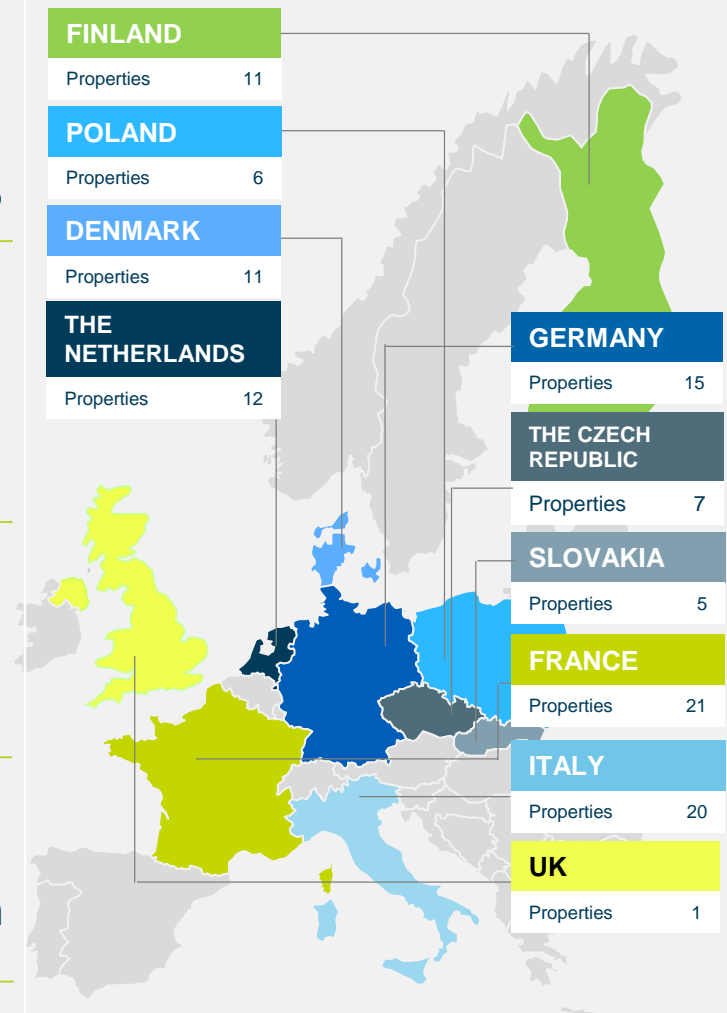 FINLAND
Properties 11
POLAND
Properties 6
DENMARK
Properties 11
THE
NETHERLANDS
Properties 12
GERMANY
Properties 15
THE CZECH
REPUBLIC
Properties 7
SLOVAKIA
Properties 5
FRANCE
Properties 21
ITALY
Properties 20
UK
Properties 1